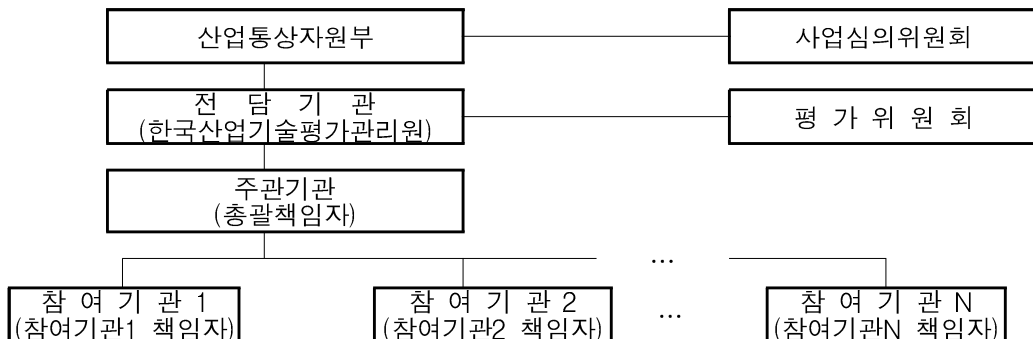 산업통상자원부
사업심의위원회
전 담 기 관
(한국산업기술평가관리원)
평 가 위 원 회
주관기관
(총괄책임자)
...
참 여 기 관 1
(참여기관1 책임자)
참 여 기 관 2
(참여기관2 책임자)
...
참 여 기 관 N
(참여기관N 책임자)